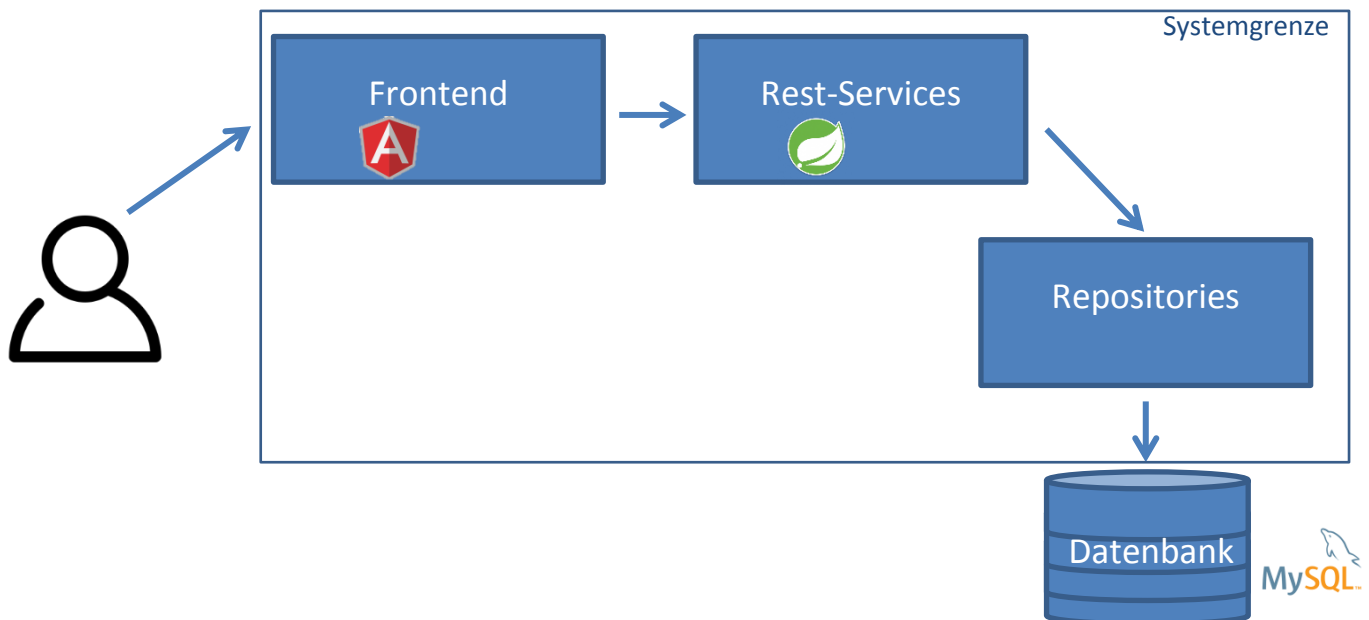 Systemgrenze
Frontend
Rest-Services
A
Repositories
Datenbank
MySQL